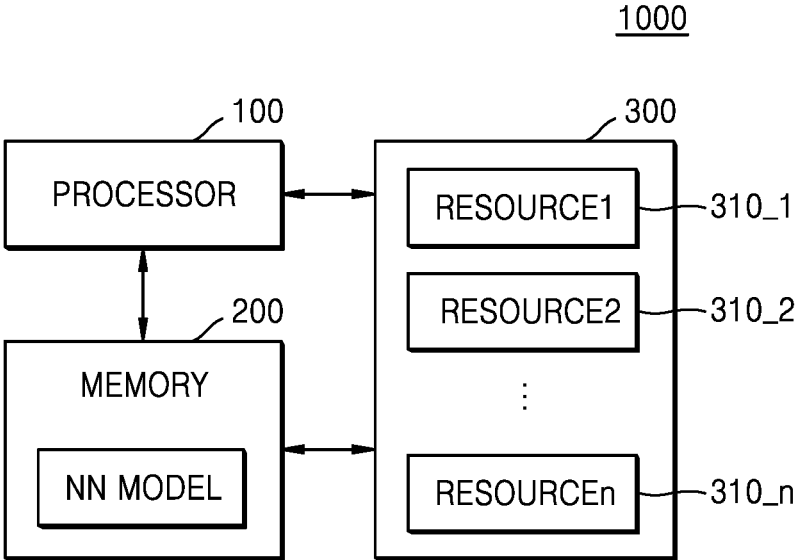 1000
100
300
PROCESSOR
RESOURCE1
310_1
RESOURCE2
310_2
200
MEMORY
⋮
NN MODEL
RESOURCEn
310_n